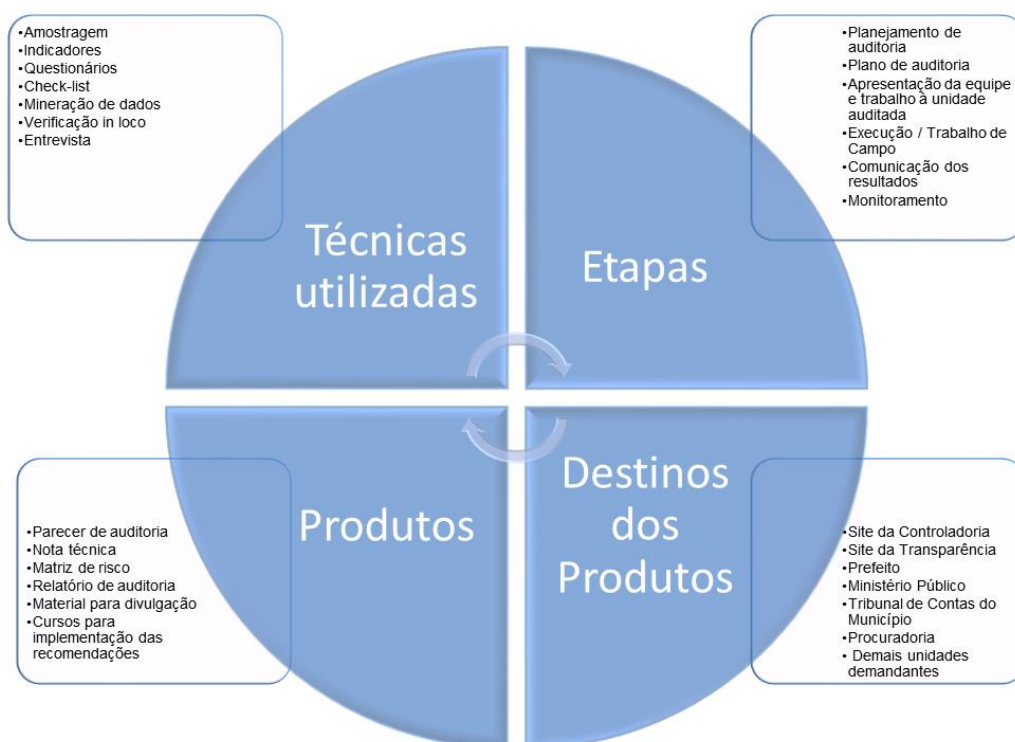 •Amostragem
•Indicadores
•Questionários
•Check-list
•Mineração de dados
•Verificação in loco
•Entrevista
Técnicas
utilizadas
•Planejamento de
auditoria
•Plano de auditoria
•Apresentação da equipe
e trabalho à unidade
auditada
•Execução / Trabalho de
Campo
•Comunicação dos
resultados
•Monitoramento
Etapas
•Parecer de auditoria
•Nota técnica
•Matriz de risco
•Relatório de auditoria
•Material para divulgação
•Cursos para
implementação das
recomendações
Produtos
Destinos
dos
Produtos
•Site da Controladoria
•Site da Transparência
•Prefeito
•Ministério Público
•Tribunal de Contas do
Município
•Procuradoria
• Demais unidades
demandantes